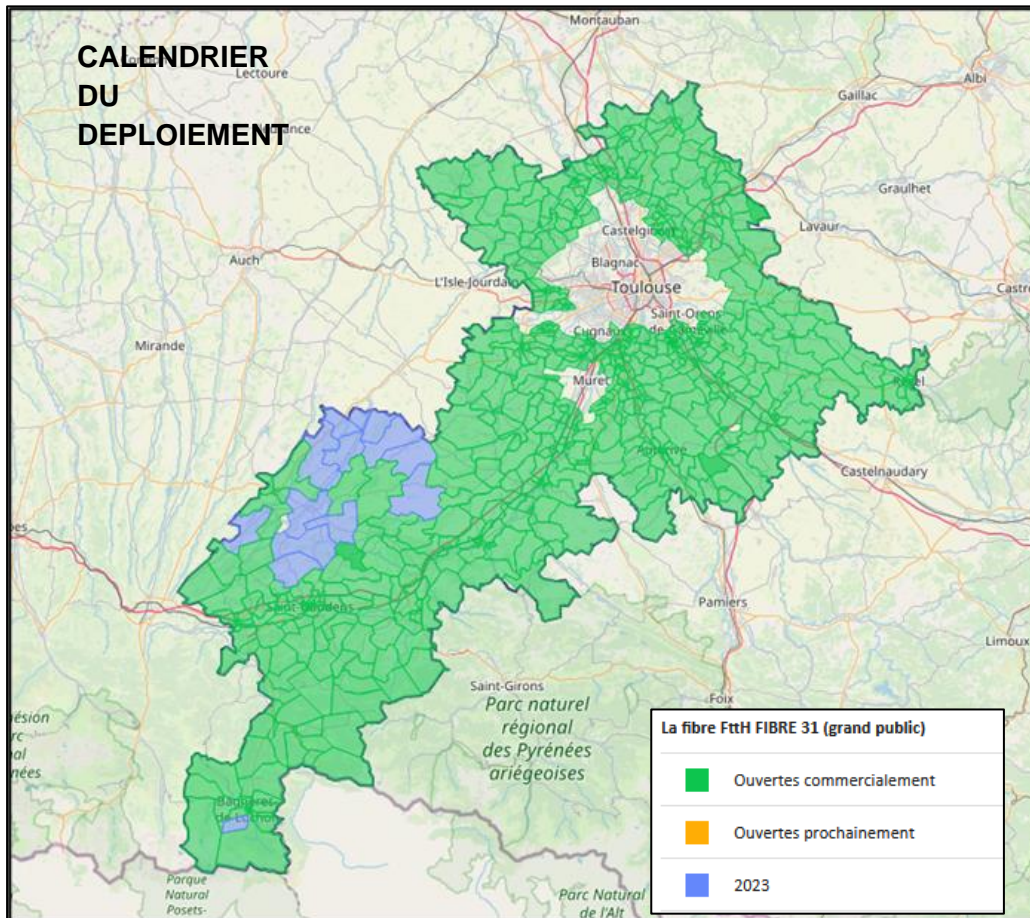 CALENDRIER
DU
DEPLOIEMENT
Montauban
Lectoure
Albi
Gaillac
Graulhet
Lavaur
Castelginest
Blagnac
Auch
L'Isle-Jourdain
Toulouse
Castres
Saint-Orens
de Gameville
Cugnaux
Mirande
Muret
Revel
Auterive
Castelnaudary
Saint-Gaudens
Pamiers
Limoux
Saint-Girons
Foix
Parc naturel
régional
des Pyrénées
ariégeoises
Bagnères
de Luchon
Parque
Natural
Posets-
Parc Natural
de l'Alt
La fibre FttH FIBRE 31 (grand public)
Ouvertes commercialement
Ouvertes prochainement
2023